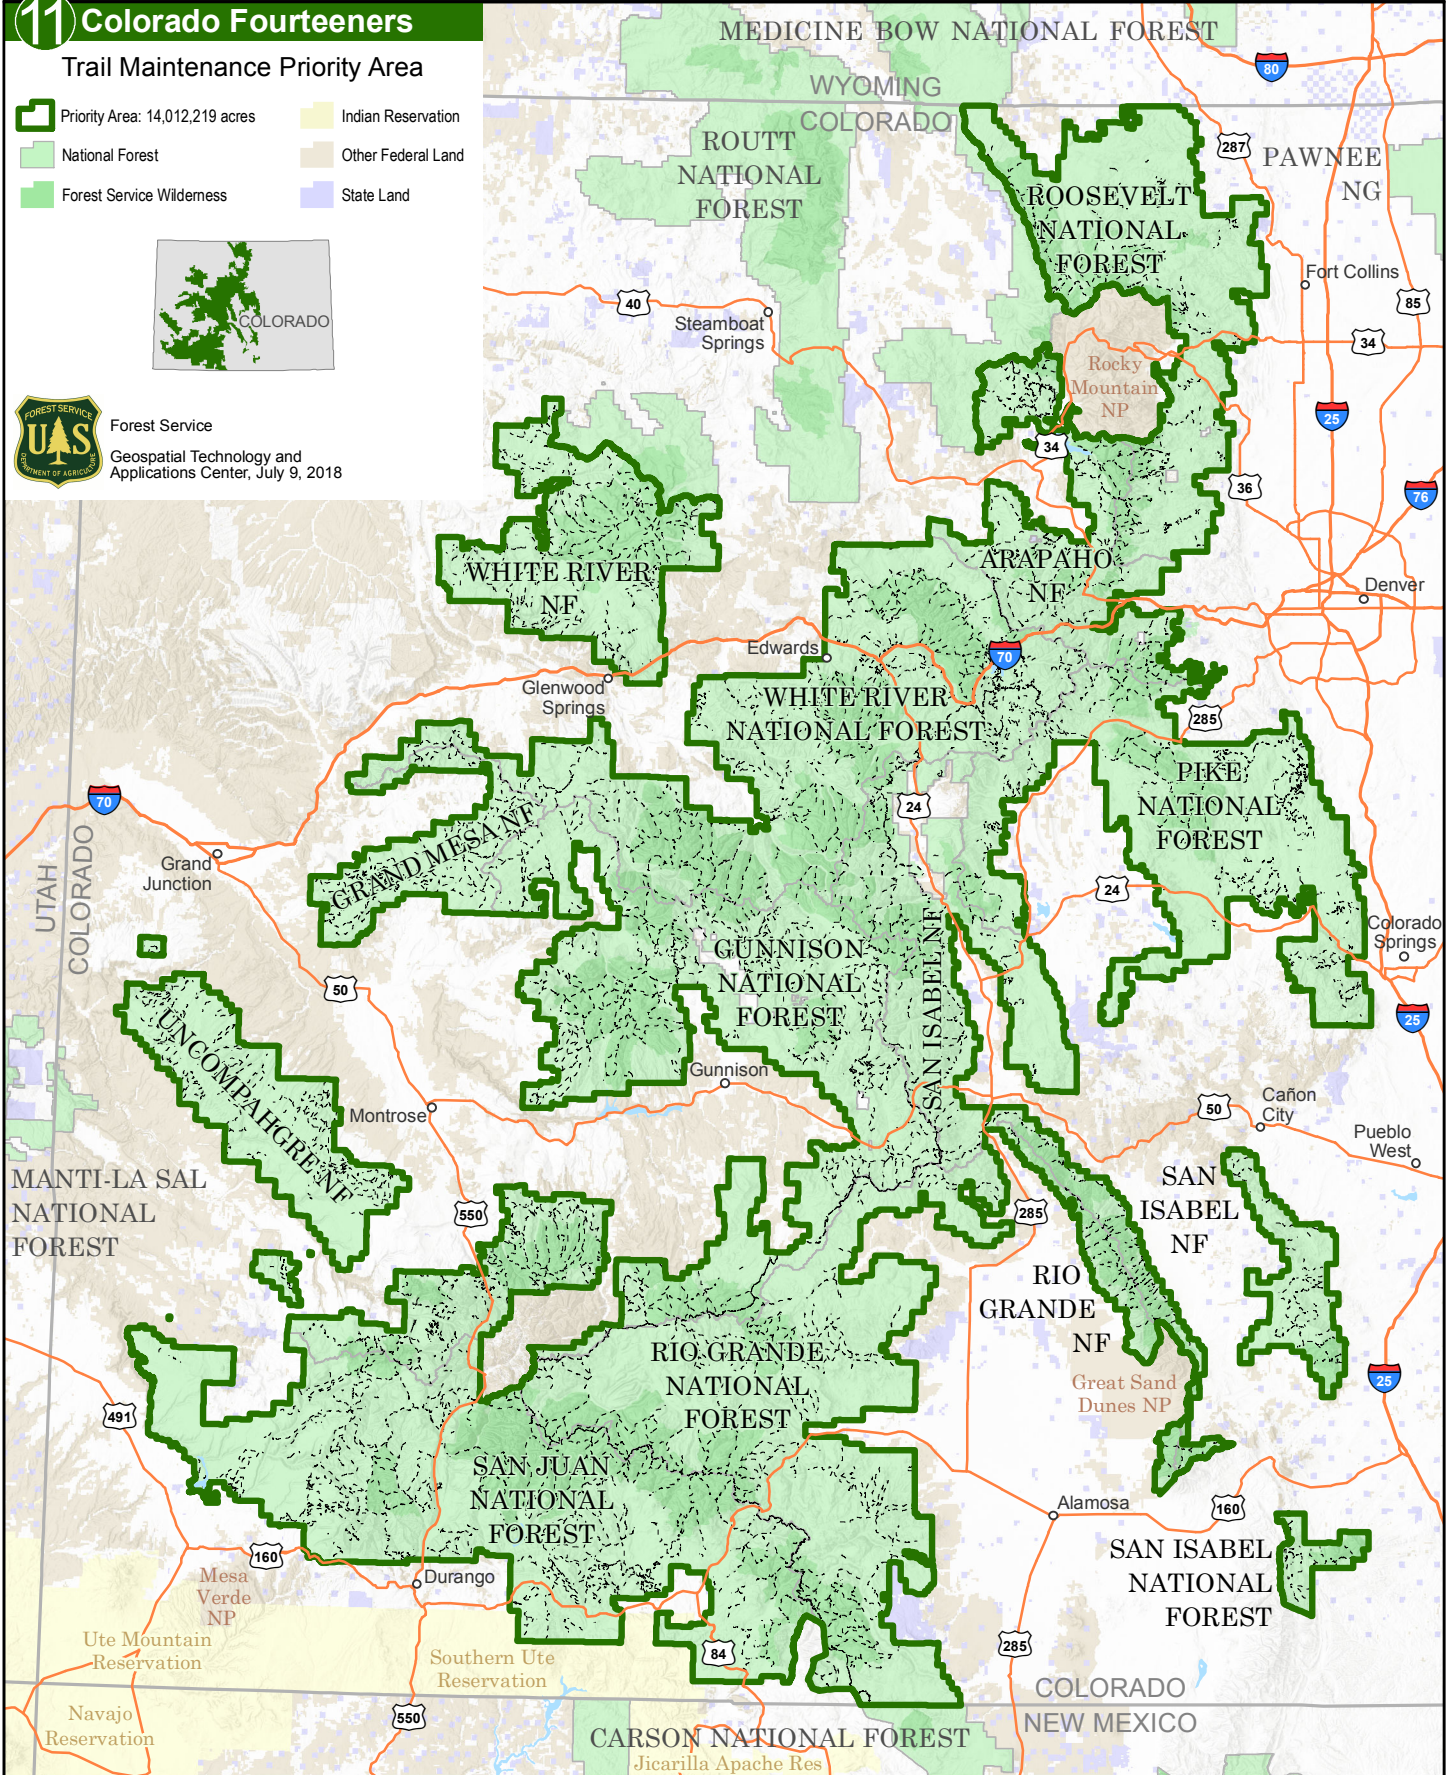 11 Colorado Fourteeners
Trail Maintenance Priority Area
Priority Area: 14,012,219 acres
National Forest
Forest Service Wilderness
Indian Reservation
Other Federal Land
State Land
COLORADO
FOREST SERVICE
U S
DEPARTMENT OF AGRICULTURE
Forest Service
Geospatial Technology and
Applications Center, July 9, 2018
MEDICINE BOW NATIONAL FOREST
80
WYOMING
COLORADO
ROUTT
NATIONAL
FOREST
287
PAWNEE
NG
ROOSEVELT
NATIONAL
FOREST
Fort Collins
85
40
Steamboat
Springs
34
Rocky
Mountain
NP
25
34
36
76
WHITE RIVER
NF
ARAPAHO
NF
Denver
Edwards
70
Glenwood
Springs
WHITE RIVER
NATIONAL FOREST
285
PIKE
NATIONAL
FOREST
70
24
GRAND MESA NF
Grand
Junction
UTAH
COLORADO
24
Colorado
Springs
GUNNISON
NATIONAL
FOREST
SAN ISABEL NF
50
25
UNCOMPAHGRE NF
Gunnison
Montrose
50
Cañon
City
Pueblo
West
MANTI-LA SAL
NATIONAL
FOREST
SAN
ISABEL
NF
550
285
RIO
GRANDE
NF
RIO GRANDE
NATIONAL
FOREST
Great Sand
Dunes NP
25
491
SAN JUAN
NATIONAL
FOREST
Alamosa
160
160
SAN ISABEL
NATIONAL
FOREST
Mesa
Verde
NP
Durango
Ute Mountain
Reservation
Southern Ute
Reservation
84
285
COLORADO
NEW MEXICO
Navajo
Reservation
550
CARSON NATIONAL FOREST
Jicarilla Apache Res